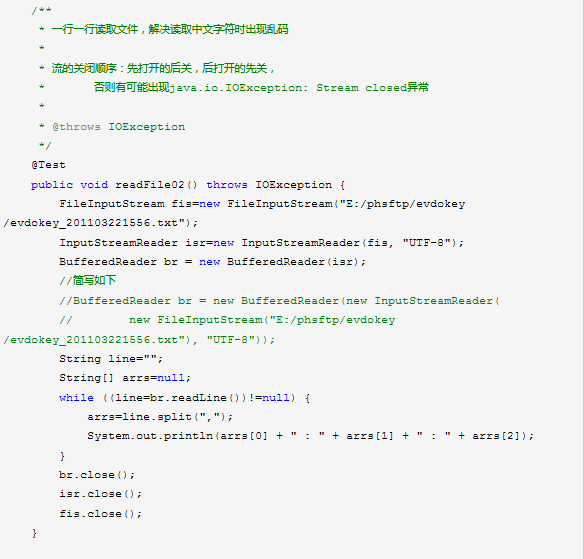 /**
 * 一行一行读取文件，解决读取中文字符时出现乱码
 *
 * 流的关闭顺序：先打开的后关，后打开的先关，
 *       否则有可能出现java.io.IOException: Stream closed异常
 *
 * @throws IOException
 */
@Test
public void readFile02() throws IOException {
    FileInputStream fis=new FileInputStream("E:/phsftp/evdokey
/evdokey_201103221556.txt");
    InputStreamReader isr=new InputStreamReader(fis, "UTF-8");
    BufferedReader br = new BufferedReader(isr);
    //简写如下
    //BufferedReader br = new BufferedReader(new InputStreamReader(
    //        new FileInputStream("E:/phsftp/evdokey
/evdokey_201103221556.txt"), "UTF-8"));
    String line="";
    String[] arrs=null;
    while ((line=br.readLine())!=null) {
        arrs=line.split(",");
        System.out.println(arrs[0] + " : " + arrs[1] + " : " + arrs[2]);
    }
    br.close();
    isr.close();
    fis.close();
}